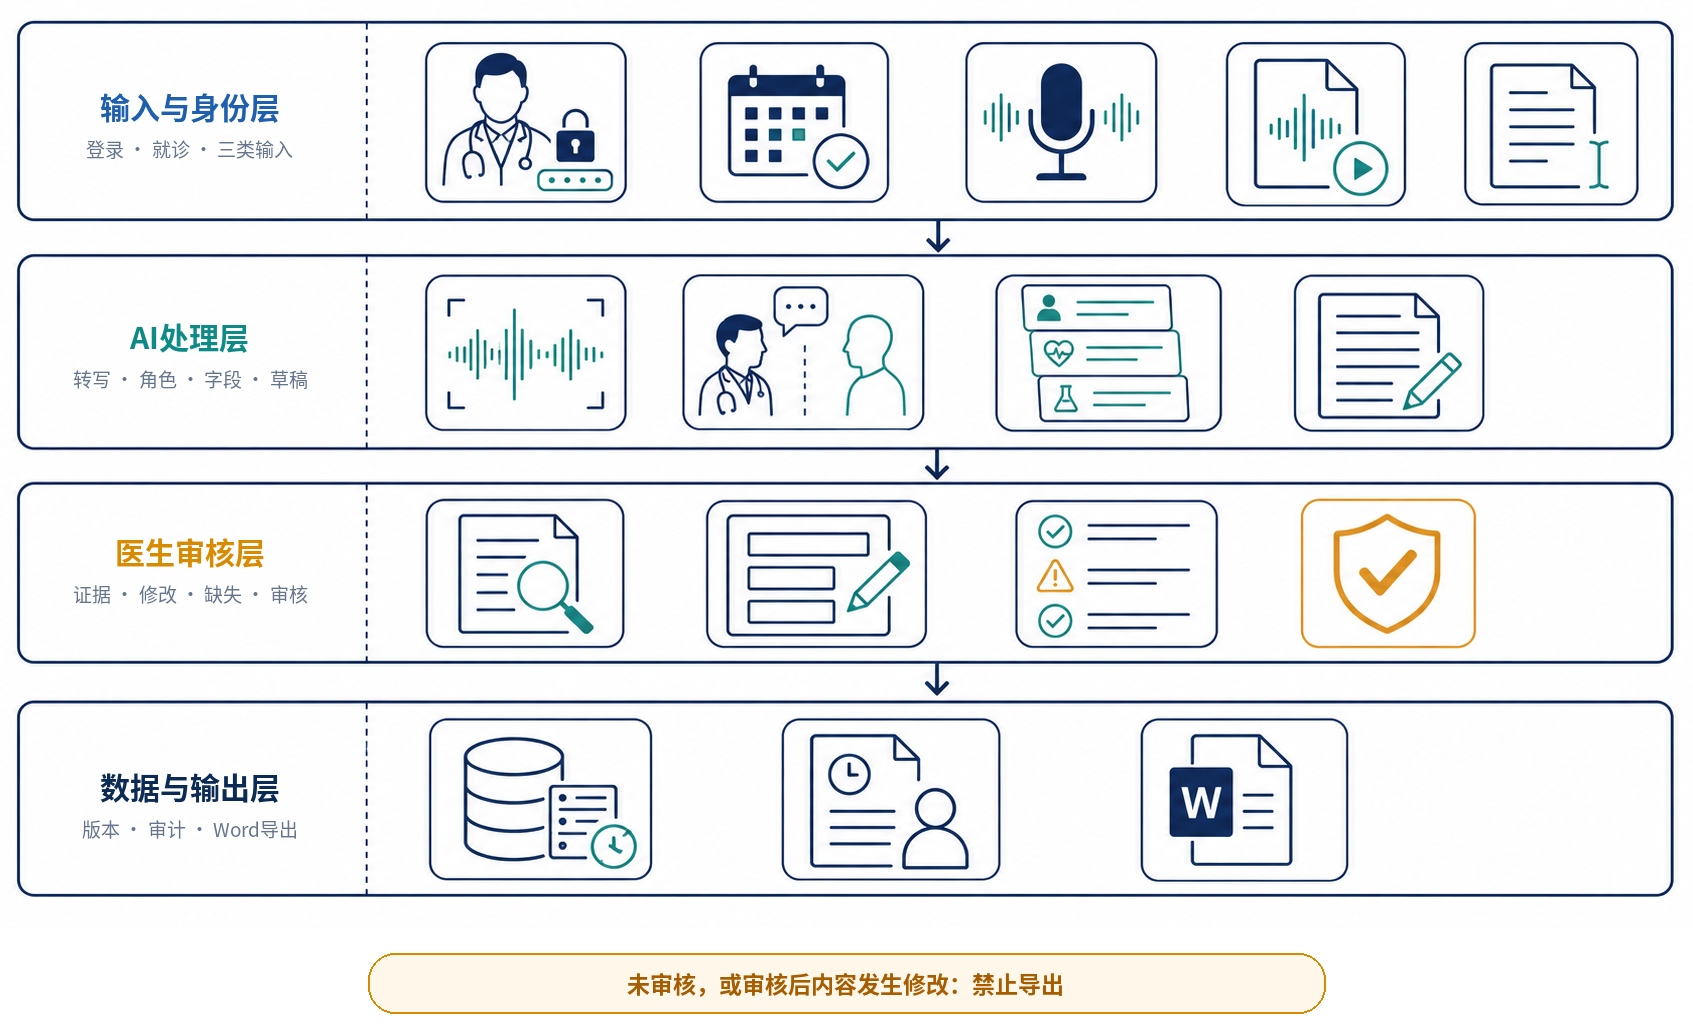 输入与身份层
登录 · 就诊 · 三类输入
AI处理层
转写 · 角色 · 字段 · 草稿
医生审核层
证据 · 修改 · 缺失 · 审核
数据与输出层
版本 · 审计 · Word导出
W
未审核，或审核后内容发生修改：禁止导出